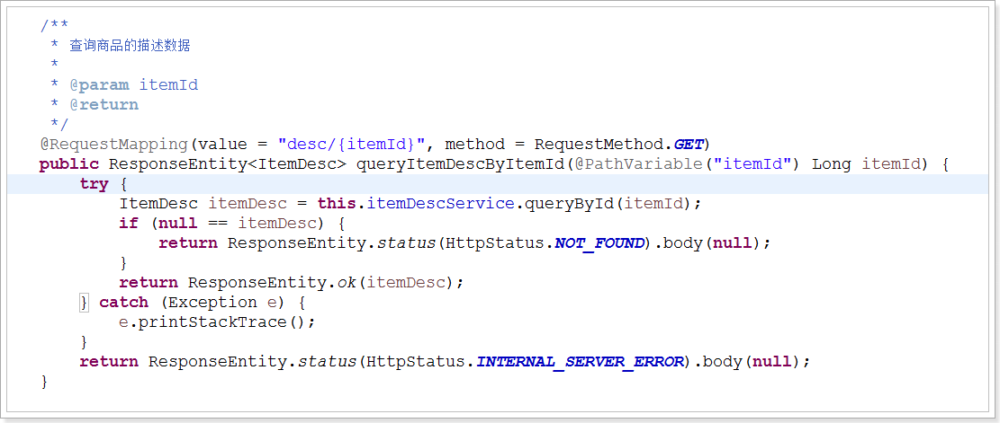 /**
 * 查询商品的描述数据
 *
 * @param itemId
 * @return
 */
@RequestMapping(value = "desc/{itemId}", method = RequestMethod.GET)
public ResponseEntity<ItemDesc> queryItemDescByItemId(@PathVariable("itemId") Long itemId) {
    try {
        ItemDesc itemDesc = this.itemDescService.queryById(itemId);
        if (null == itemDesc) {
            return ResponseEntity.status(HttpStatus.NOT_FOUND).body(null);
        }
        return ResponseEntity.ok(itemDesc);
    } catch (Exception e) {
        e.printStackTrace();
    }
    return ResponseEntity.status(HttpStatus.INTERNAL_SERVER_ERROR).body(null);
}